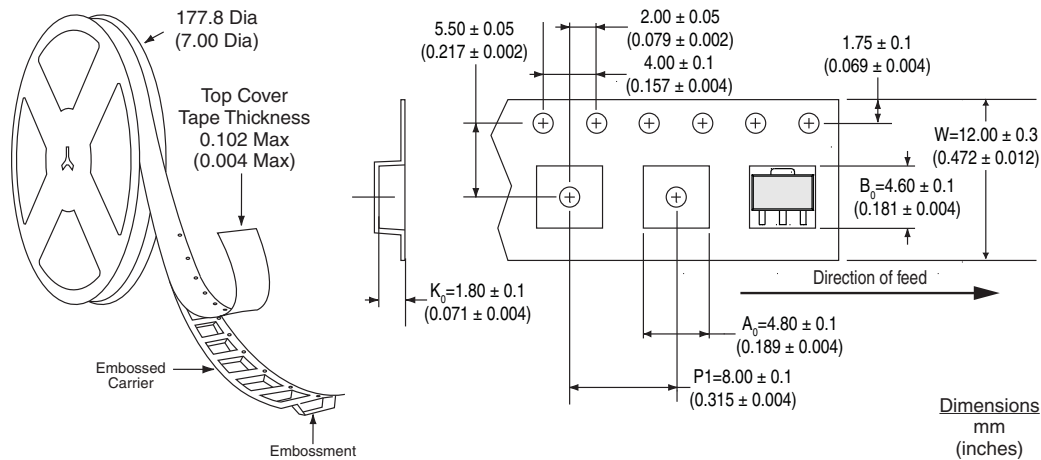 177.8 Dia
(7.00 Dia)
Top Cover
Tape Thickness
0.102 Max
(0.004 Max)
Embossed
Carrier
Embossment
5.50 ± 0.05
(0.217 ± 0.002)
2.00 ± 0.05
(0.079 ± 0.002)
4.00 ± 0.1
(0.157 ± 0.004)
1.75 ± 0.1
(0.069 ± 0.004)
W=12.00 ± 0.3
(0.472 ± 0.012)
B₀=4.60 ± 0.1
(0.181 ± 0.004)
Direction of feed
K₀=1.80 ± 0.1
(0.071 ± 0.004)
A₀=4.80 ± 0.1
(0.189 ± 0.004)
P1=8.00 ± 0.1
(0.315 ± 0.004)
Dimensions
mm
(inches)